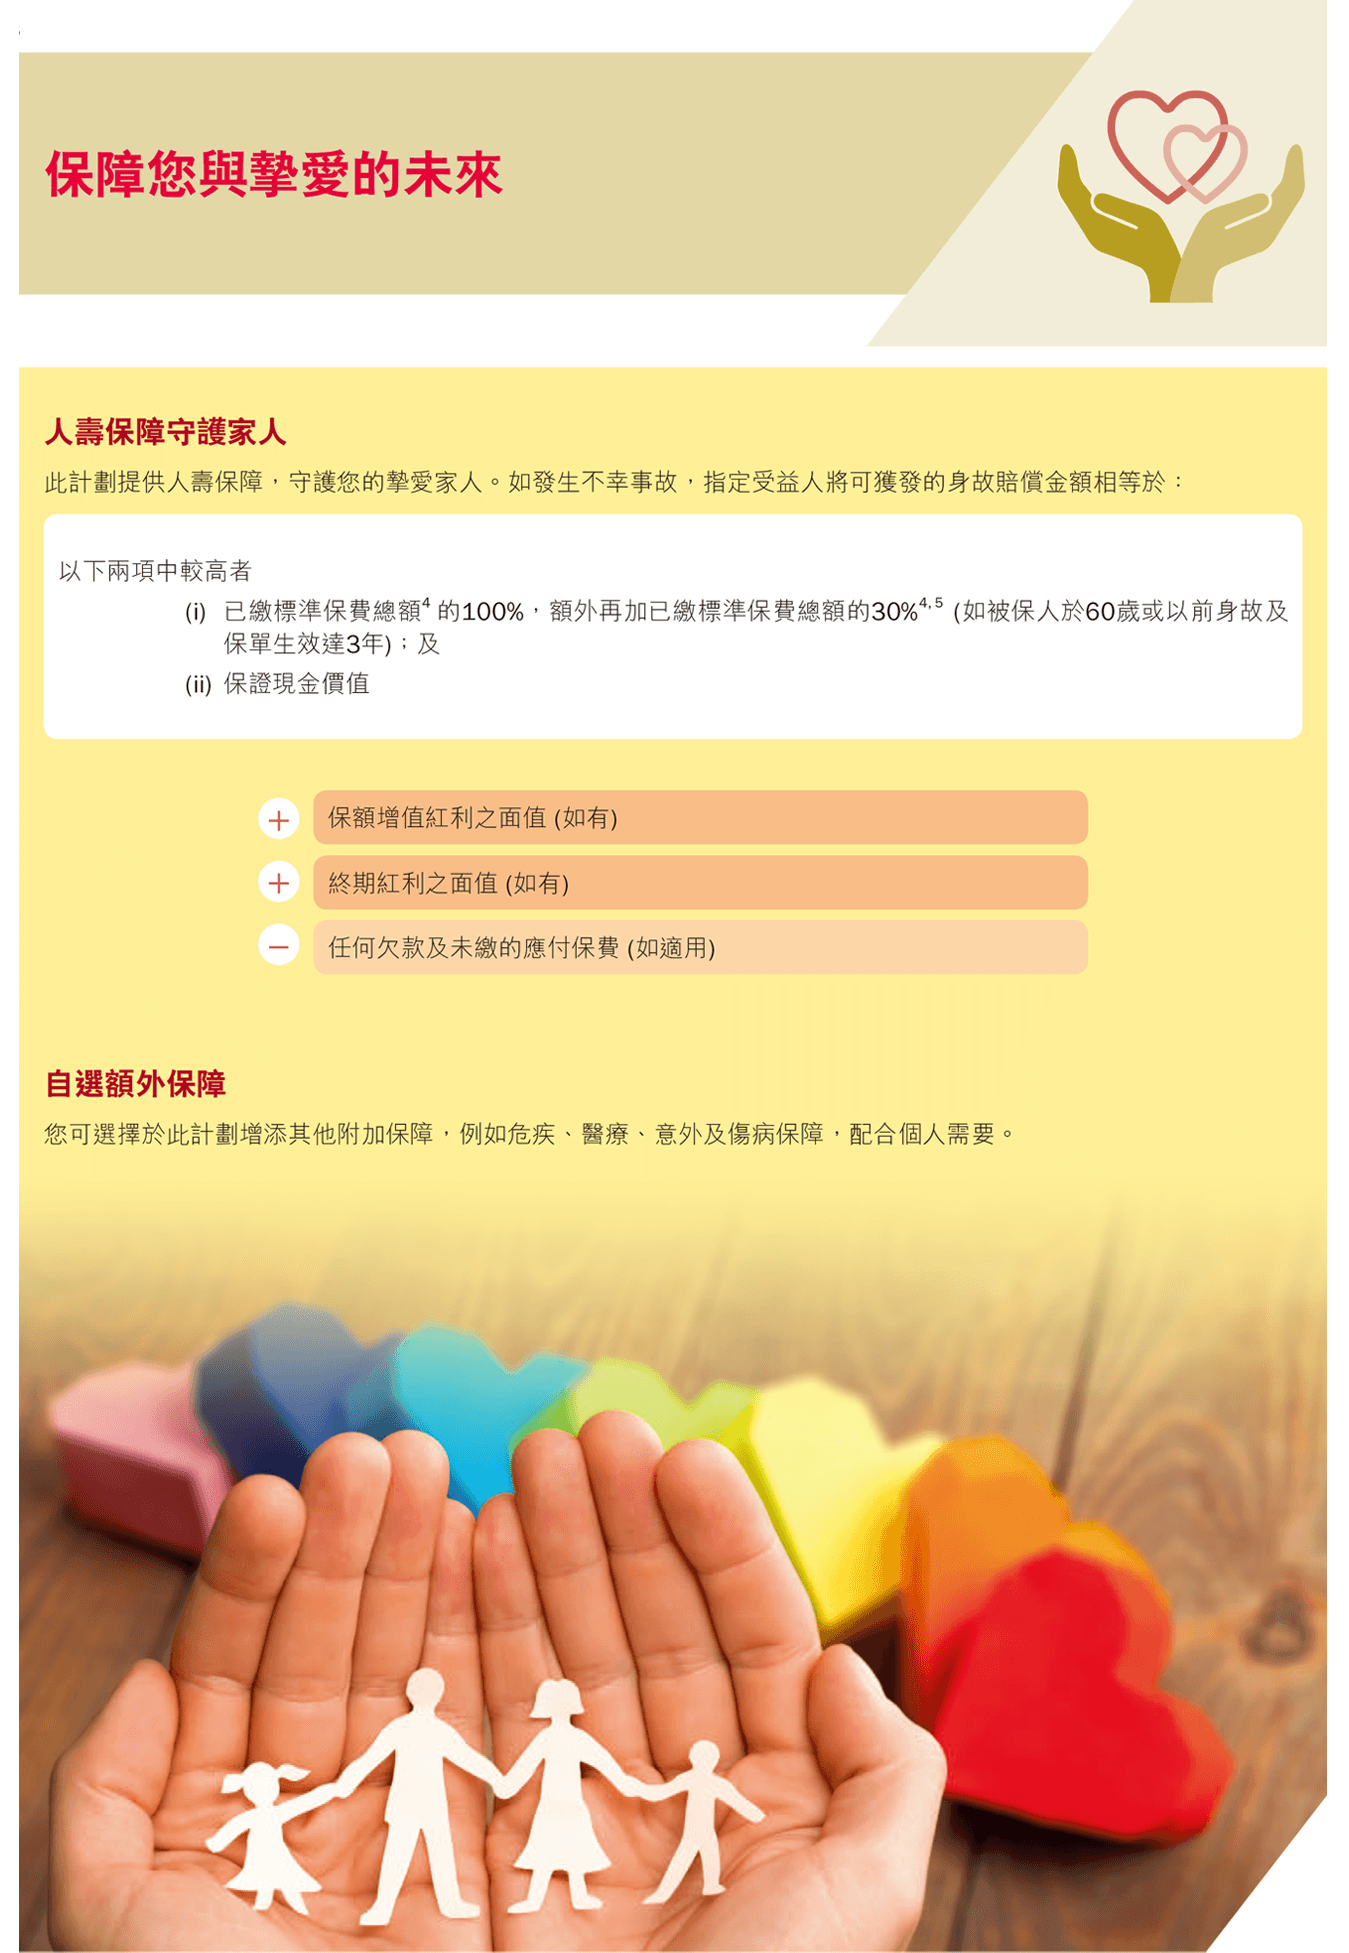 保障您與摯愛的未來
人壽保障守護家人
此計劃提供人壽保障，守護您的摯愛家人。如發生不幸事故，指定受益人將可獲發的身故賠償金額相等於：
以下兩項中較高者
(i) 已繳標準保費總額⁴ 的100%，額外再加已繳標準保費總額的30%⁴,⁵ (如被保人於60歲或以前身故及
保單生效達3年)；及
(ii) 保證現金價值
+ 保額增值紅利之面值 (如有)
+ 終期紅利之面值 (如有)
− 任何欠款及未繳的應付保費 (如適用)
自選額外保障
您可選擇於此計劃增添其他附加保障，例如危疾、醫療、意外及傷病保障，配合個人需要。